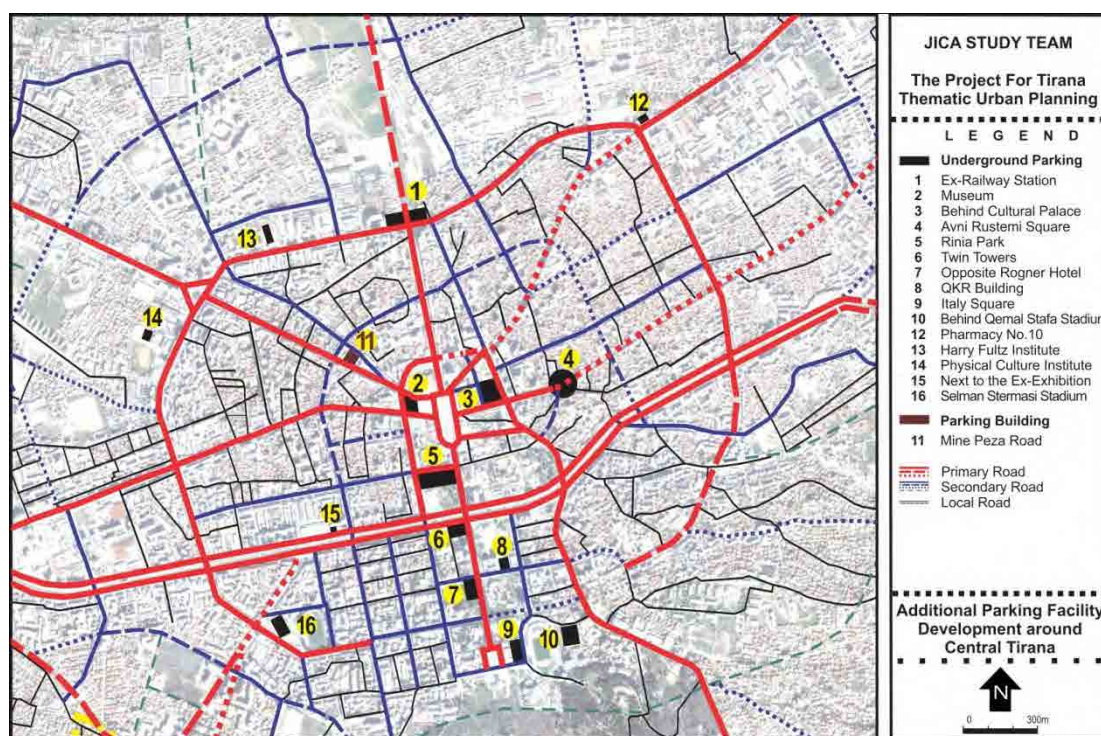 12
1
13
14
11
4
2
3
5
15
6
8
7
16
9
10
JICA STUDY TEAM
The Project For Tirana
Thematic Urban Planning
L E G E N D
Underground Parking
1 Ex-Railway Station
2 Museum
3 Behind Cultural Palace
4 Avni Rustemi Square
5 Rinia Park
6 Twin Towers
7 Opposite Rogner Hotel
8 QKR Building
9 Italy Square
10 Behind Qemal Stafa Stadium
12 Pharmacy No.10
13 Harry Fultz Institute
14 Physical Culture Institute
15 Next to the Ex-Exhibition
16 Selman Stermasi Stadium
Parking Building
11 Mine Peza Road
Primary Road
Secondary Road
Local Road
Additional Parking Facility
Development around
Central Tirana
N
0 300m